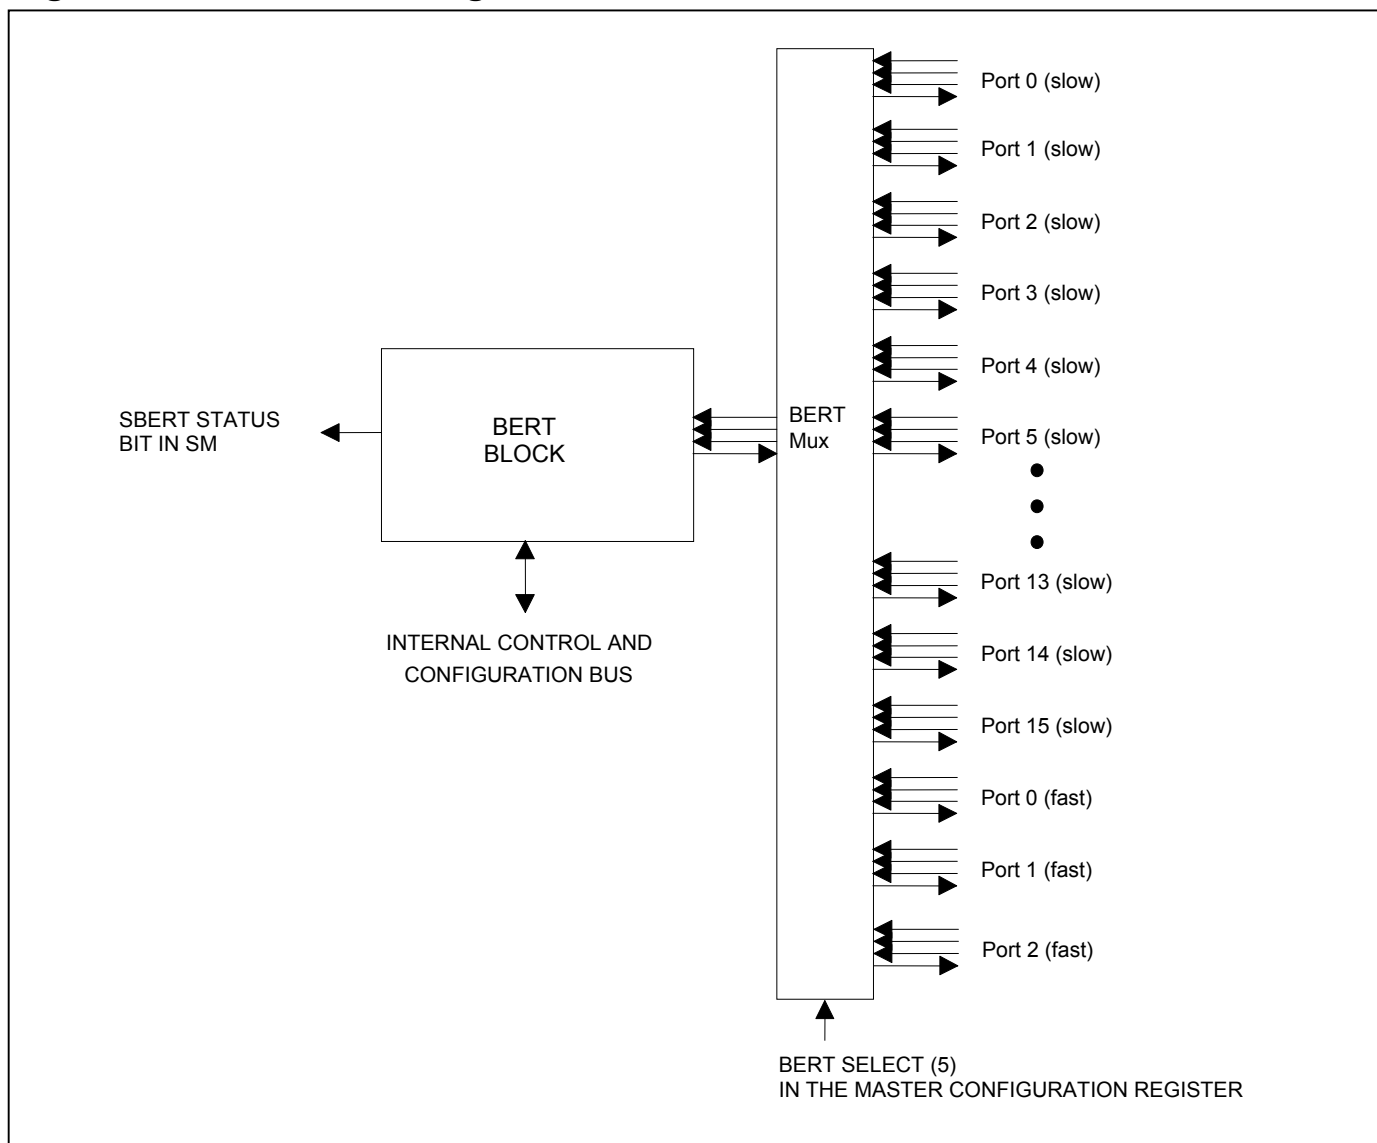 Port 0 (slow)
Port 1 (slow)
Port 2 (slow)
Port 3 (slow)
Port 4 (slow)
SBERT STATUS
BIT IN SM
BERT
BLOCK
BERT
Mux
Port 5 (slow)
Port 13 (slow)
INTERNAL CONTROL AND
CONFIGURATION BUS
Port 14 (slow)
Port 15 (slow)
Port 0 (fast)
Port 1 (fast)
Port 2 (fast)
BERT SELECT (5)
IN THE MASTER CONFIGURATION REGISTER